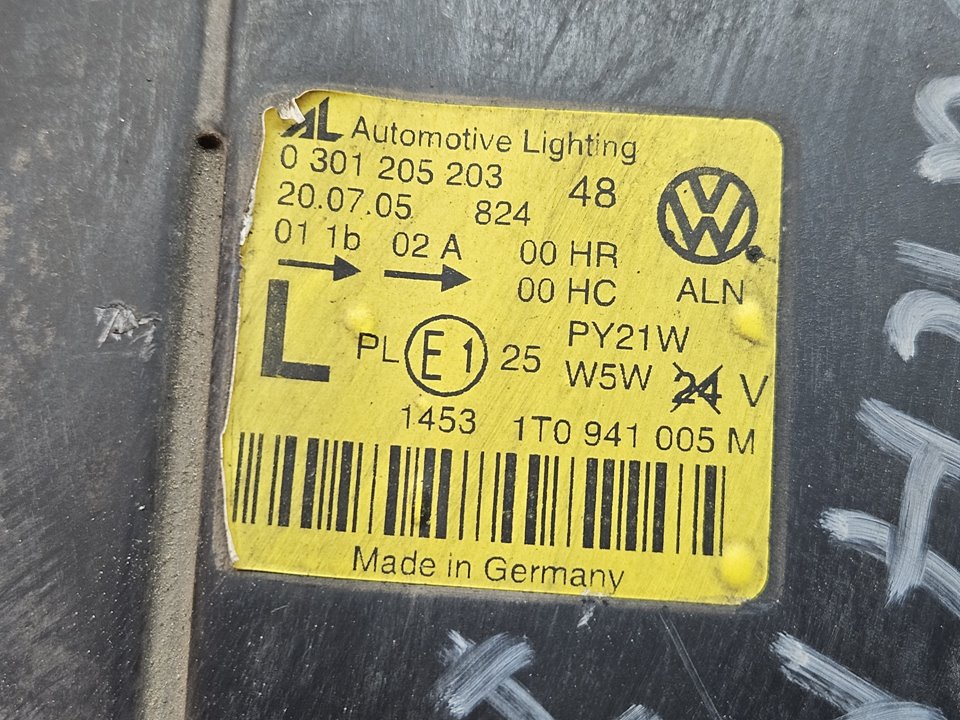 AL Automotive Lighting
0 301 205 203 48
20.07.05 824
01 1b 02 A 00 HR
00 HC ALN
L PL E1 25 PY21W
W5W 24 V
1453 1T0 941 005 M
Made in Germany